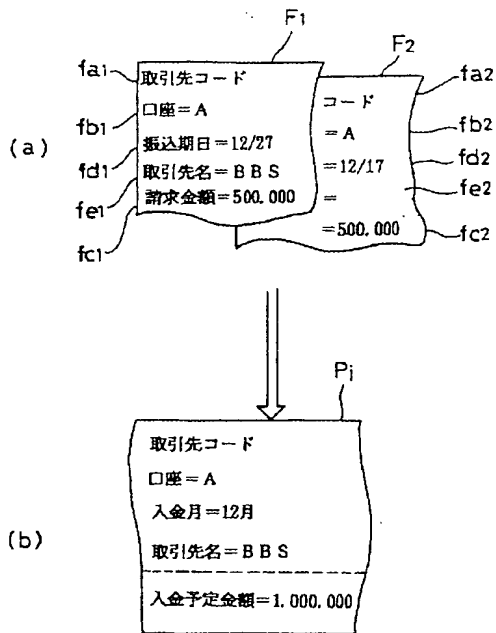 F1
F2
fa1
取引先コード
fa2
コード
fb1
口座=A
fb2
=A
(a)
振込期日=12/27
fd2
=12/17
fd1
取引先名=BBS
fe2
=
fe1
請求金額=500.000
fc1
=500.000
fc2
Pi
取引先コード
口座=A
入金月=12月
(b)
取引先名=BBS
入金予定金額=1.000.000